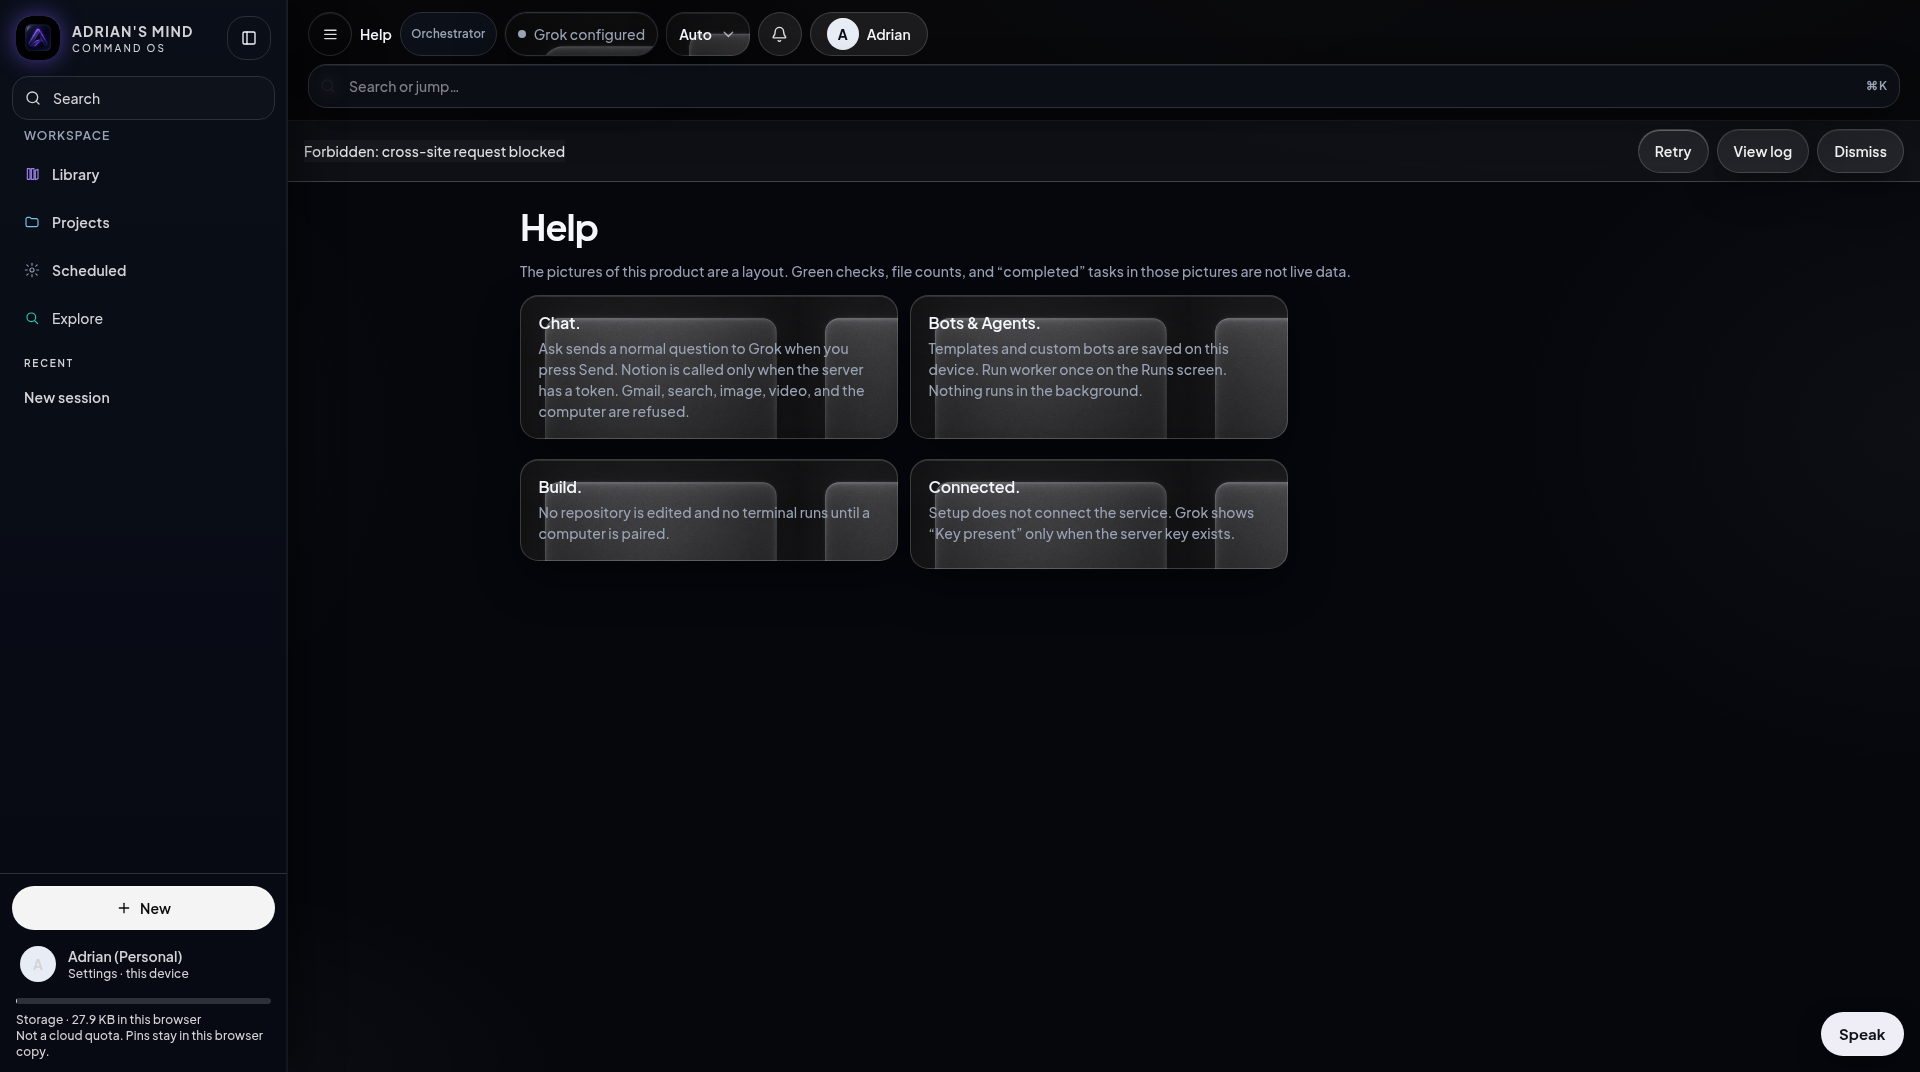 ADRIAN'S MIND
COMMAND OS
Search
WORKSPACE
Library
Projects
Scheduled
Explore
RECENT
New session
New
A
Adrian (Personal)
Settings · this device
Storage · 27.9 KB in this browser
Not a cloud quota. Pins stay in this browser
copy.
Help
Orchestrator
Grok configured
Auto
A
Adrian
Search or jump…
⌘K
Forbidden: cross-site request blocked
Retry
View log
Dismiss
Help
The pictures of this product are a layout. Green checks, file counts, and “completed” tasks in those pictures are not live data.
Chat.
Ask sends a normal question to Grok when you
press Send. Notion is called only when the server
has a token. Gmail, search, image, video, and the
computer are refused.
Bots & Agents.
Templates and custom bots are saved on this
device. Run worker once on the Runs screen.
Nothing runs in the background.
Build.
No repository is edited and no terminal runs until a
computer is paired.
Connected.
Setup does not connect the service. Grok shows
“Key present” only when the server key exists.
Speak